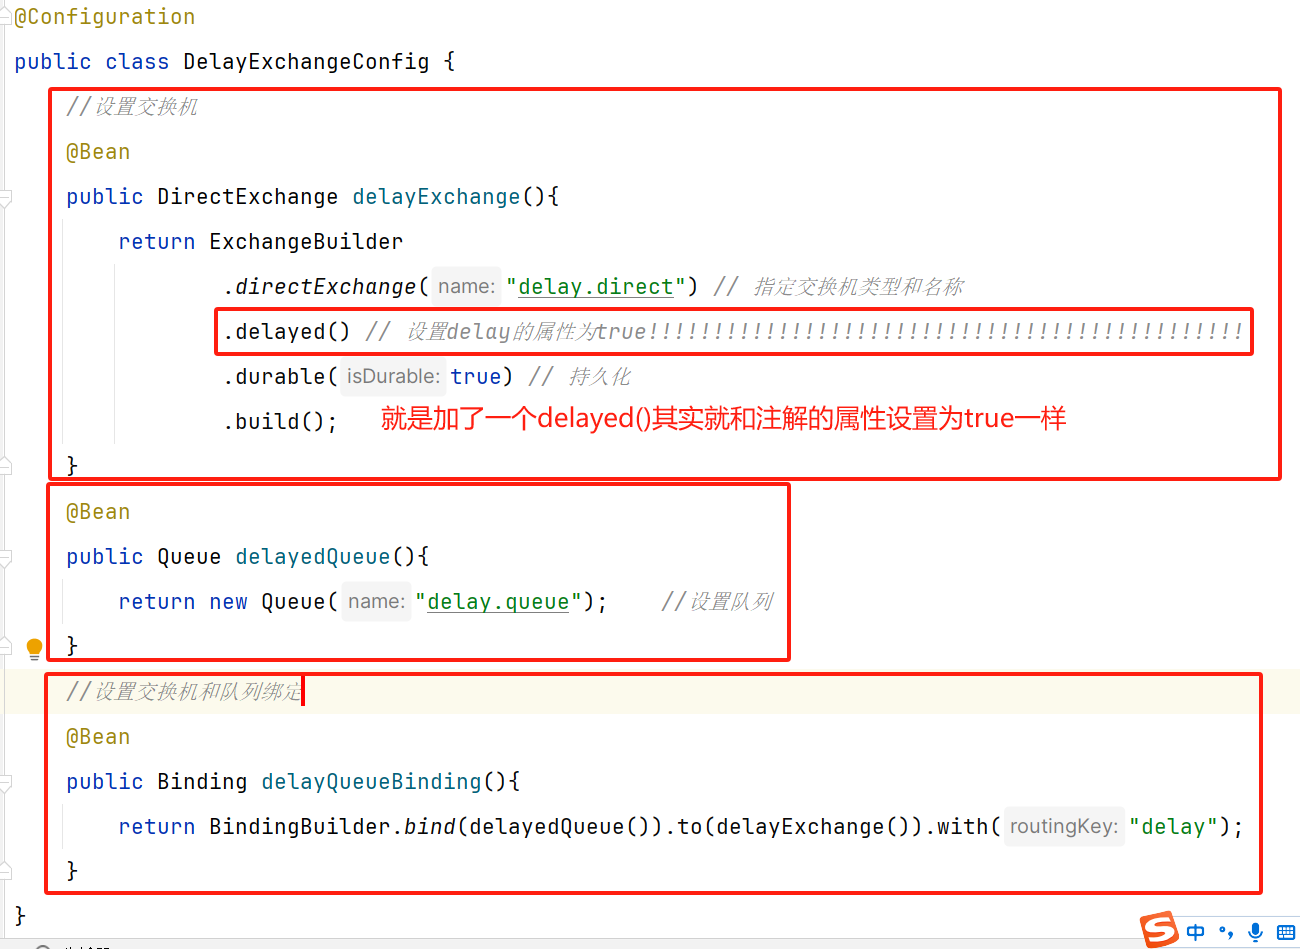 @Configuration
public class DelayExchangeConfig {
//设置交换机
@Bean
public DirectExchange delayExchange(){
return ExchangeBuilder
.directExchange( name: "delay.direct") // 指定交换机类型和名称
.delayed() // 设置delay的属性为true!!!!!!!!!!!!!!!!!!!!!!!!!!!!!!!!!!!!!!!!!!!!!!
.durable( isDurable: true) // 持久化
.build();
就是加了一个delayed()其实就和注解的属性设置为true一样
}
@Bean
public Queue delayedQueue(){
return new Queue( name: "delay.queue"); //设置队列
}
//设置交换机和队列绑定
@Bean
public Binding delayQueueBinding(){
return BindingBuilder.bind(delayedQueue()).to(delayExchange()).with( routingKey: "delay");
}
}
S 中